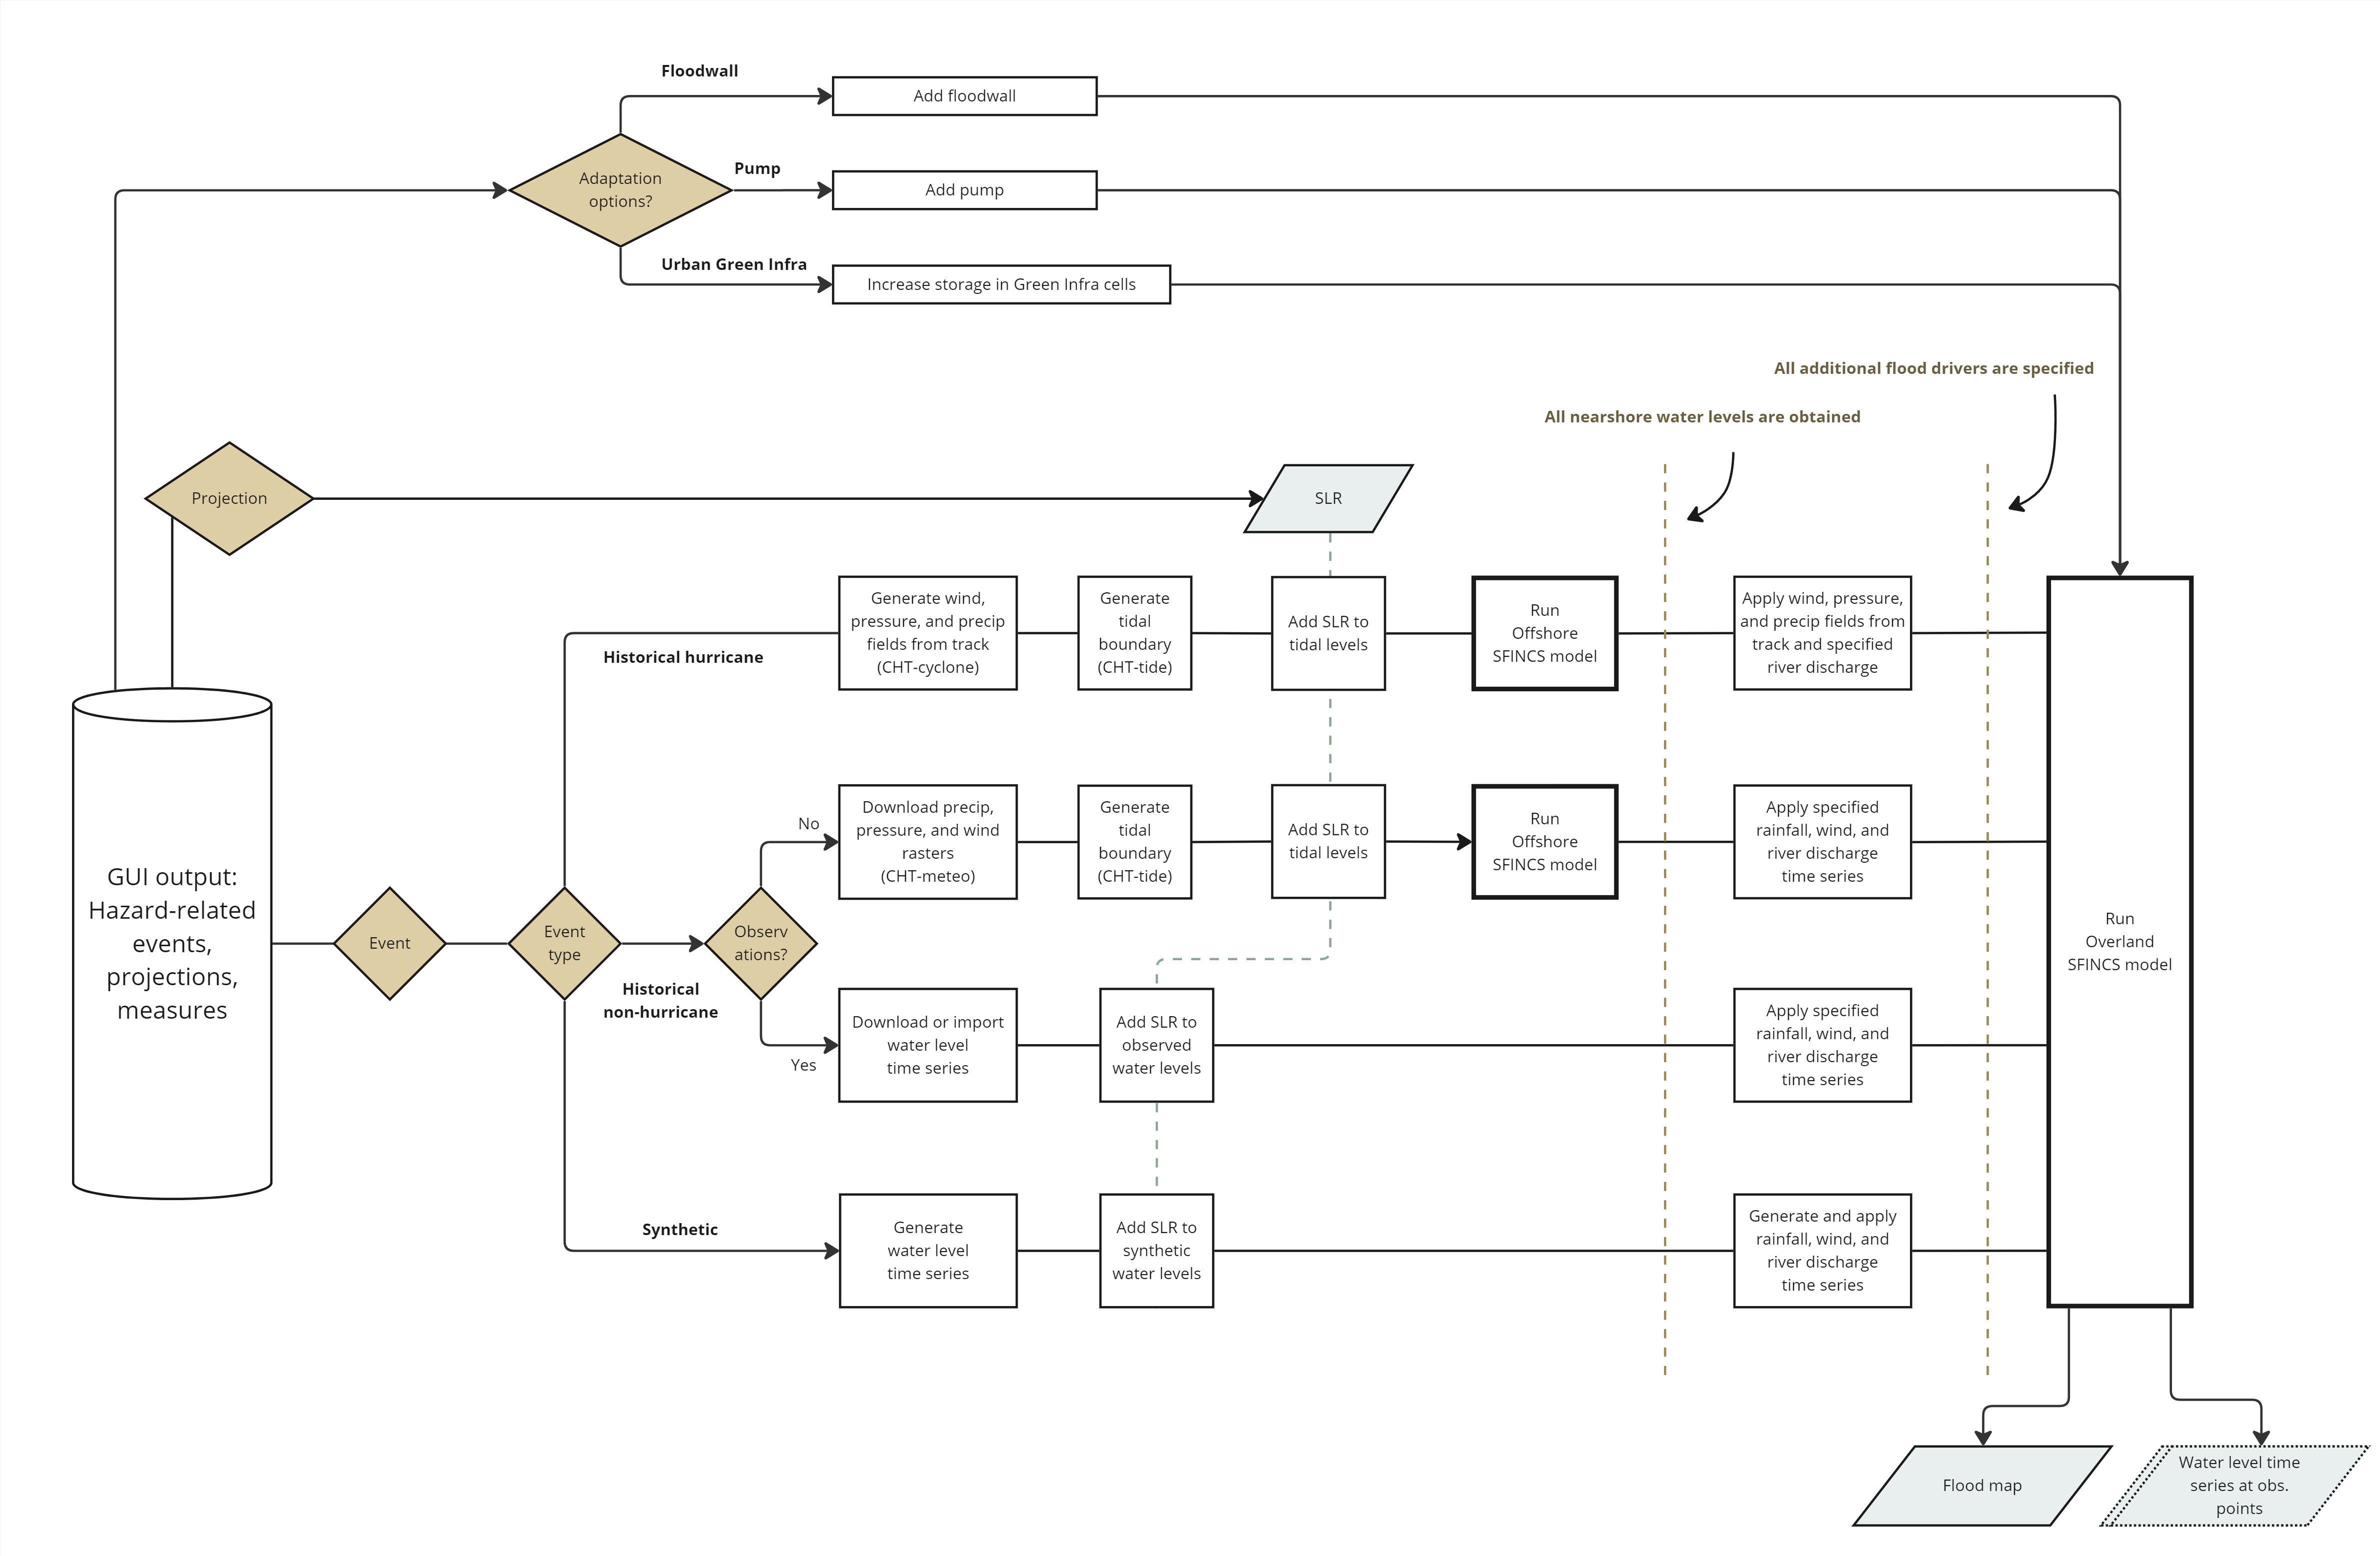 Floodwall
Add floodwall
Adaptation
options?
Pump
Add pump
Urban Green Infra
Increase storage in Green Infra cells
All additional flood drivers are specified
All nearshore water levels are obtained
Projection
SLR
Historical hurricane
Generate wind,
pressure, and precip
fields from track
(CHT-cyclone)
Generate
tidal
boundary
(CHT-tide)
Add SLR to
tidal levels
Run
Offshore
SFINCS model
Apply wind, pressure,
and precip fields from
track and specified
river discharge
GUI output:
Hazard-related
events,
projections,
measures
Event
Event
type
Historical
non-hurricane
Observ
ations?
No
Download precip,
pressure, and wind
rasters
(CHT-meteo)
Generate
tidal
boundary
(CHT-tide)
Add SLR to
tidal levels
Run
Offshore
SFINCS model
Apply specified
rainfall, wind, and
river discharge
time series
Yes
Download or import
water level
time series
Add SLR to
observed
water levels
Apply specified
rainfall, wind, and
river discharge
time series
Synthetic
Generate
water level
time series
Add SLR to
synthetic
water levels
Generate and apply
rainfall, wind, and
river discharge
time series
Run
Overland
SFINCS model
Flood map
Water level time
series at obs.
points